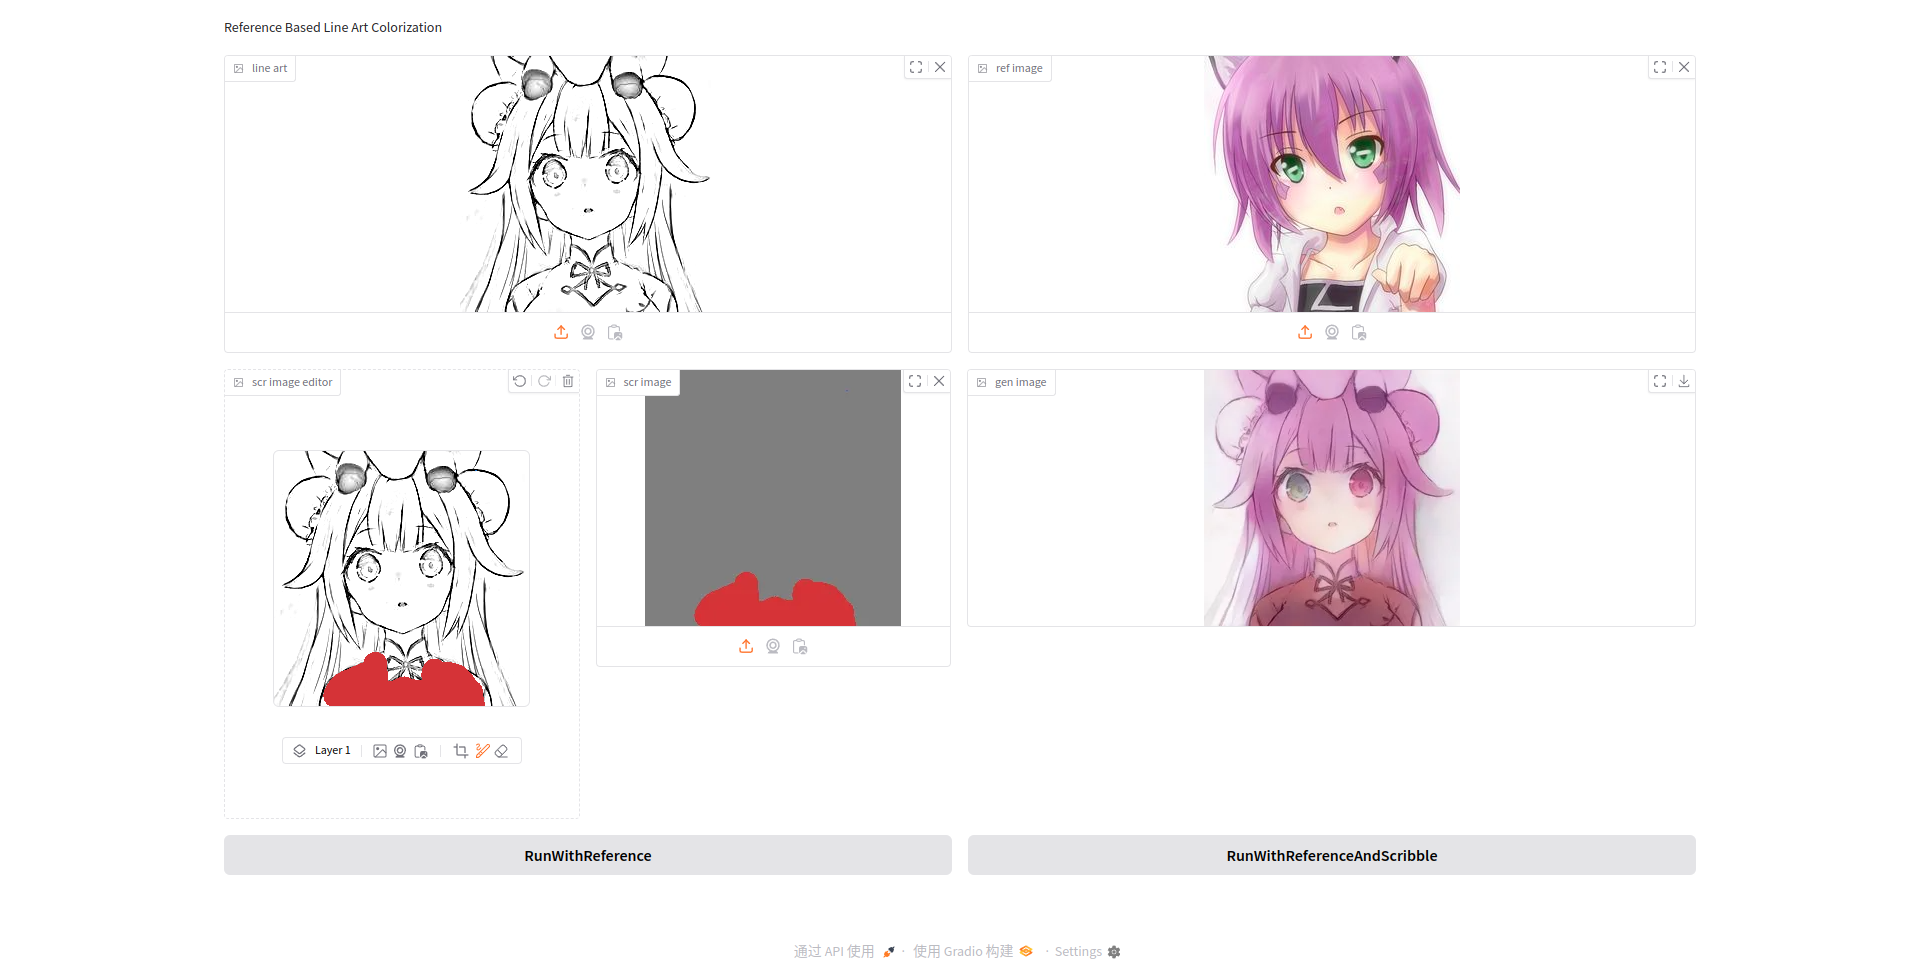 Reference Based Line Art Colorization
line art
ref image
scr image editor
scr image
gen image
Layer 1
RunWithReference
RunWithReferenceAndScribble
通过 API 使用 · 使用 Gradio 构建 · Settings